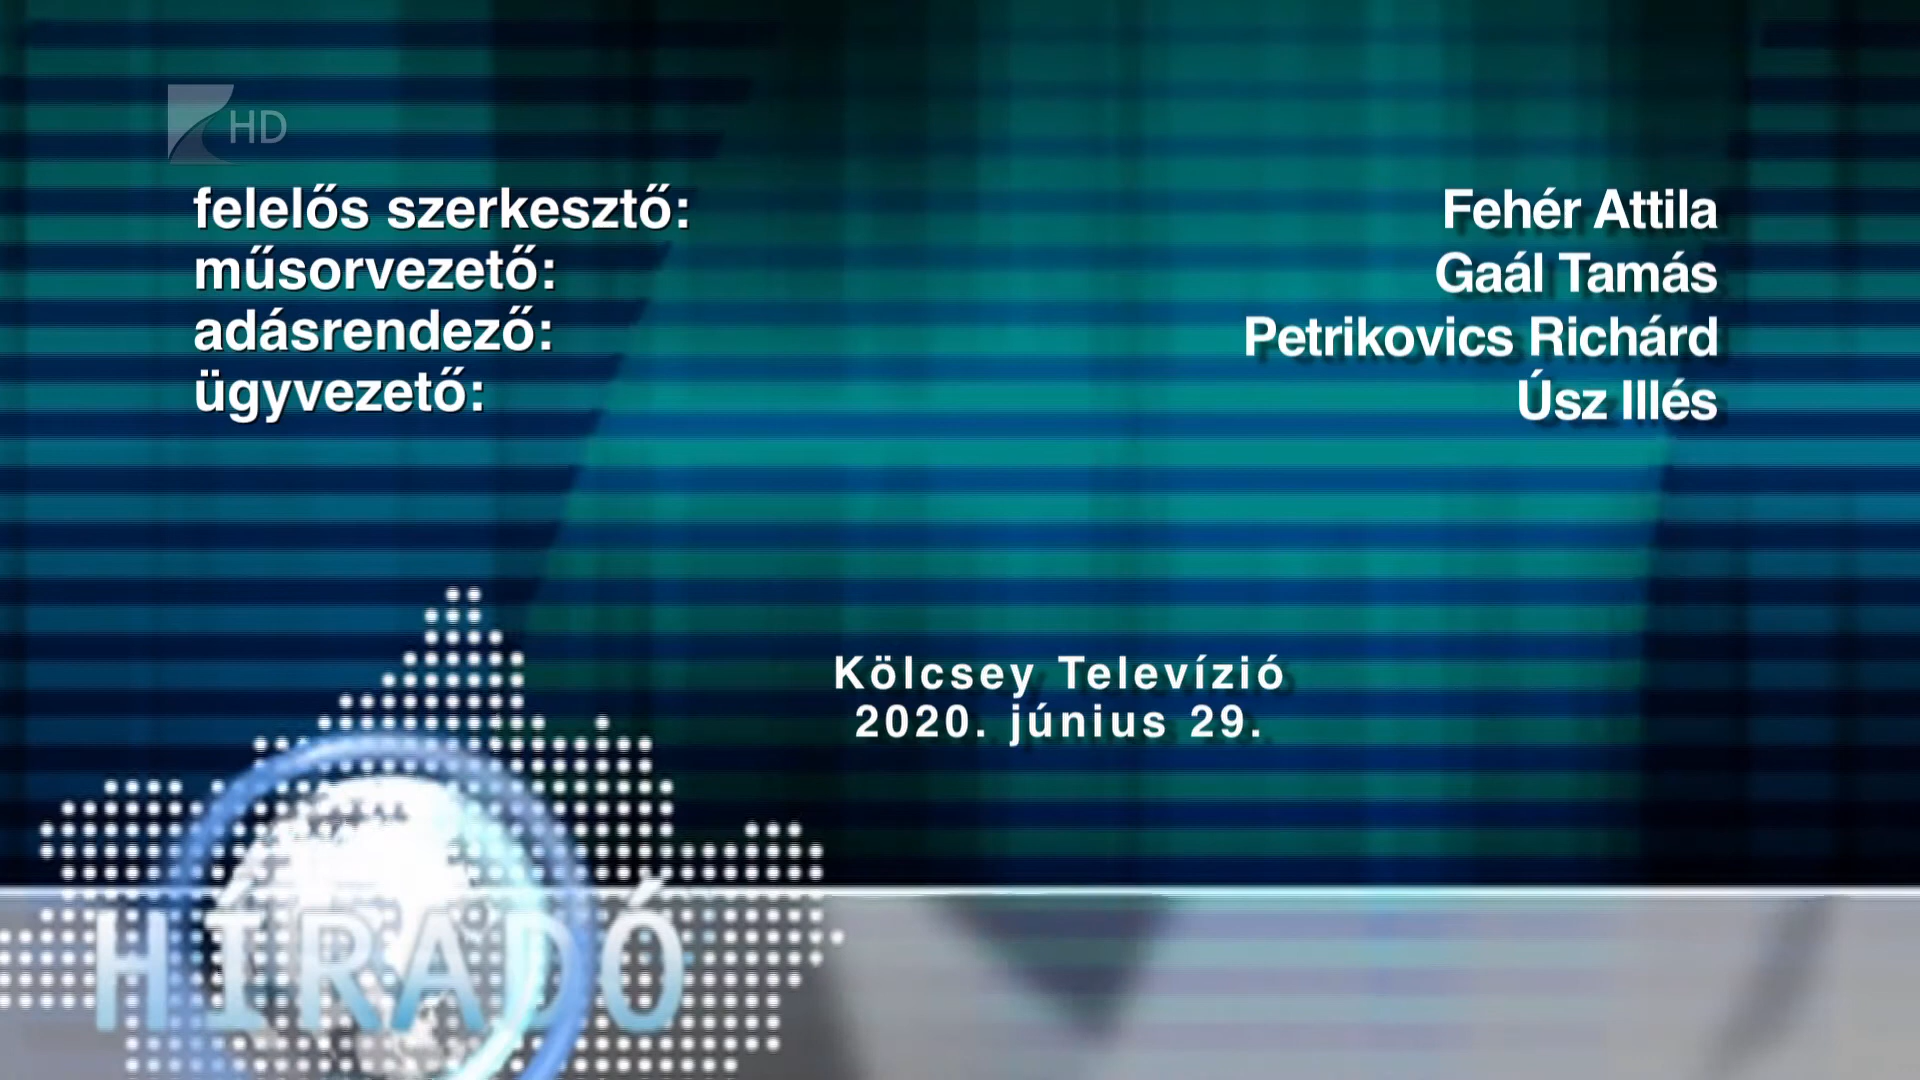 HD
felelős szerkesztő: Fehér Attila
műsorvezető: Gaál Tamás
adásrendező: Petrikovics Richárd
ügyvezető: Úsz Illés
Kölcsey Televízió
2020. június 29.
HÍRADÓ